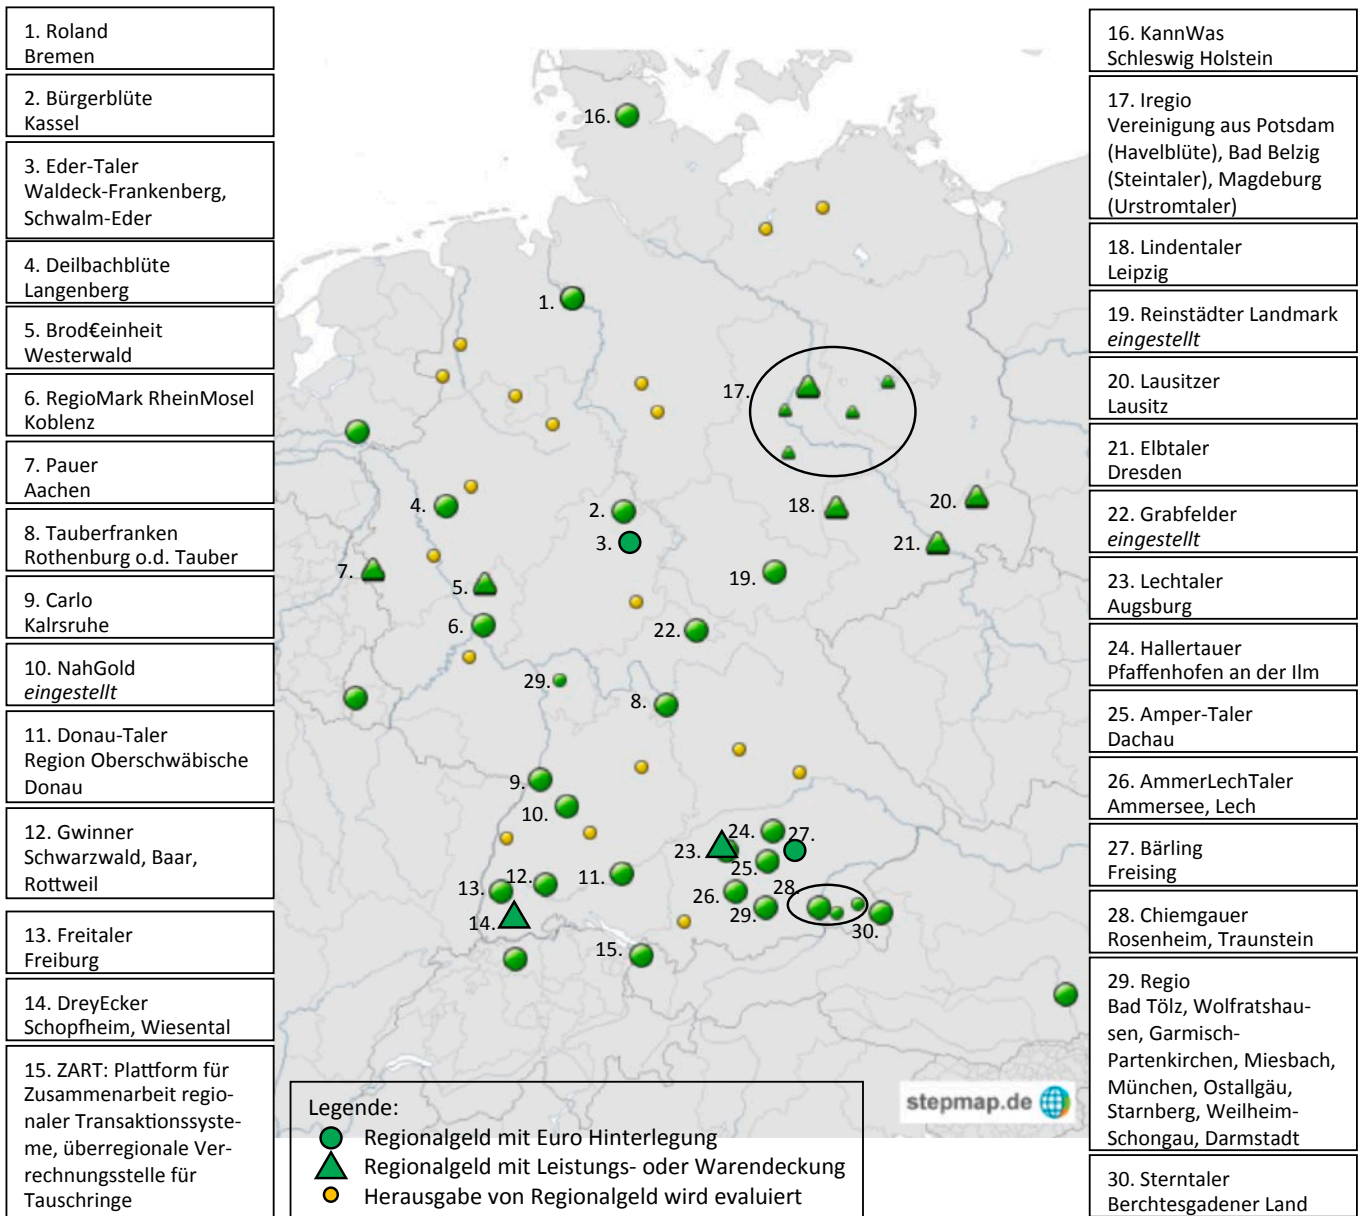 1. Roland
Bremen
2. Bürgerblüte
Kassel
3. Eder-Taler
Waldeck-Frankenberg,
Schwalm-Eder
4. Deilbachblüte
Langenberg
5. Brod€einheit
Westerwald
6. RegioMark RheinMosel
Koblenz
7. Pauer
Aachen
8. Tauberfranken
Rothenburg o.d. Tauber
9. Carlo
Kalrsruhe
10. NahGold
eingestellt
11. Donau-Taler
Region Oberschwäbische
Donau
12. Gwinner
Schwarzwald, Baar,
Rottweil
13. Freitaler
Freiburg
14. DreyEcker
Schopfheim, Wiesental
15. ZART: Plattform für
Zusammenarbeit regio-
naler Transaktionssyste-
me, überregionale Ver-
rechnungsstelle für
Tauschringe
16.
1.
17.
4.
2.
18.
20.
3.
21.
7.
5.
19.
6.
22.
29.
8.
9.
10.
24.
27.
23.
25.
11.
12.
13.
26.
28.
29.
14.
30.
15.
Legende:
Regionalgeld mit Euro Hinterlegung
Regionalgeld mit Leistungs- oder Warendeckung
Herausgabe von Regionalgeld wird evaluiert
stepmap.de
16. KannWas
Schleswig Holstein
17. Iregio
Vereinigung aus Potsdam
(Havelblüte), Bad Belzig
(Steintaler), Magdeburg
(Urstromtaler)
18. Lindentaler
Leipzig
19. Reinstädter Landmark
eingestellt
20. Lausitzer
Lausitz
21. Elbtaler
Dresden
22. Grabfelder
eingestellt
23. Lechtaler
Augsburg
24. Hallertauer
Pfaffenhofen an der Ilm
25. Amper-Taler
Dachau
26. AmmerLechTaler
Ammersee, Lech
27. Bärling
Freising
28. Chiemgauer
Rosenheim, Traunstein
29. Regio
Bad Tölz, Wolfratshau-
sen, Garmisch-
Partenkirchen, Miesbach,
München, Ostallgäu,
Starnberg, Weilheim-
Schongau, Darmstadt
30. Sterntaler
Berchtesgadener Land